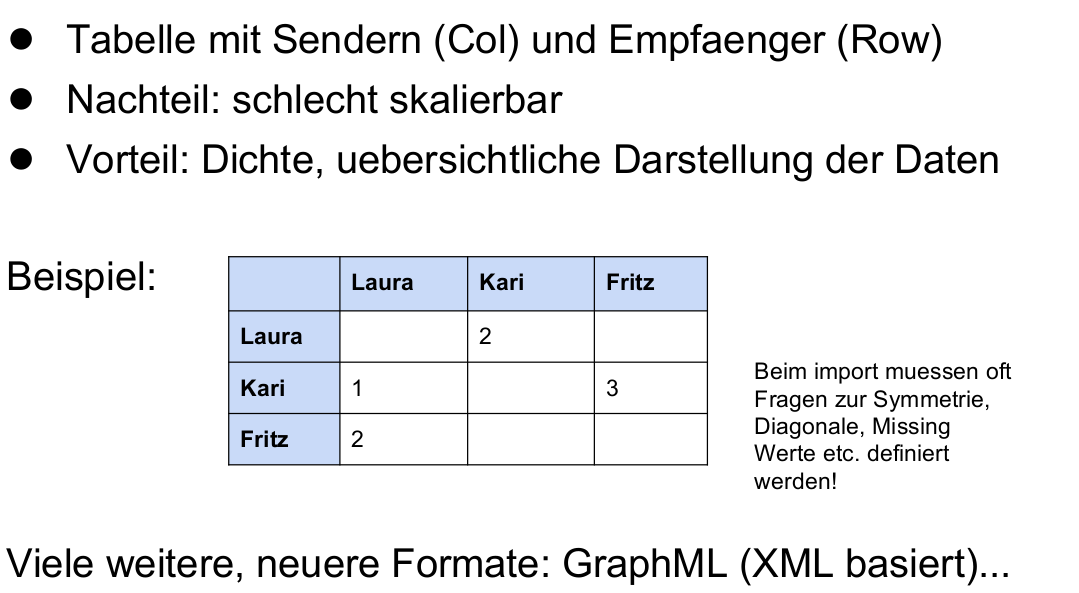 ● Tabelle mit Sendern (Col) und Empfaenger (Row)
● Nachteil: schlecht skalierbar
● Vorteil: Dichte, uebersichtliche Darstellung der Daten
Beispiel:
Laura Kari Fritz
Laura 2
Kari 1 3
Fritz 2
Beim import muessen oft
Fragen zur Symmetrie,
Diagonale, Missing
Werte etc. definiert
werden!
Viele weitere, neuere Formate: GraphML (XML basiert)...